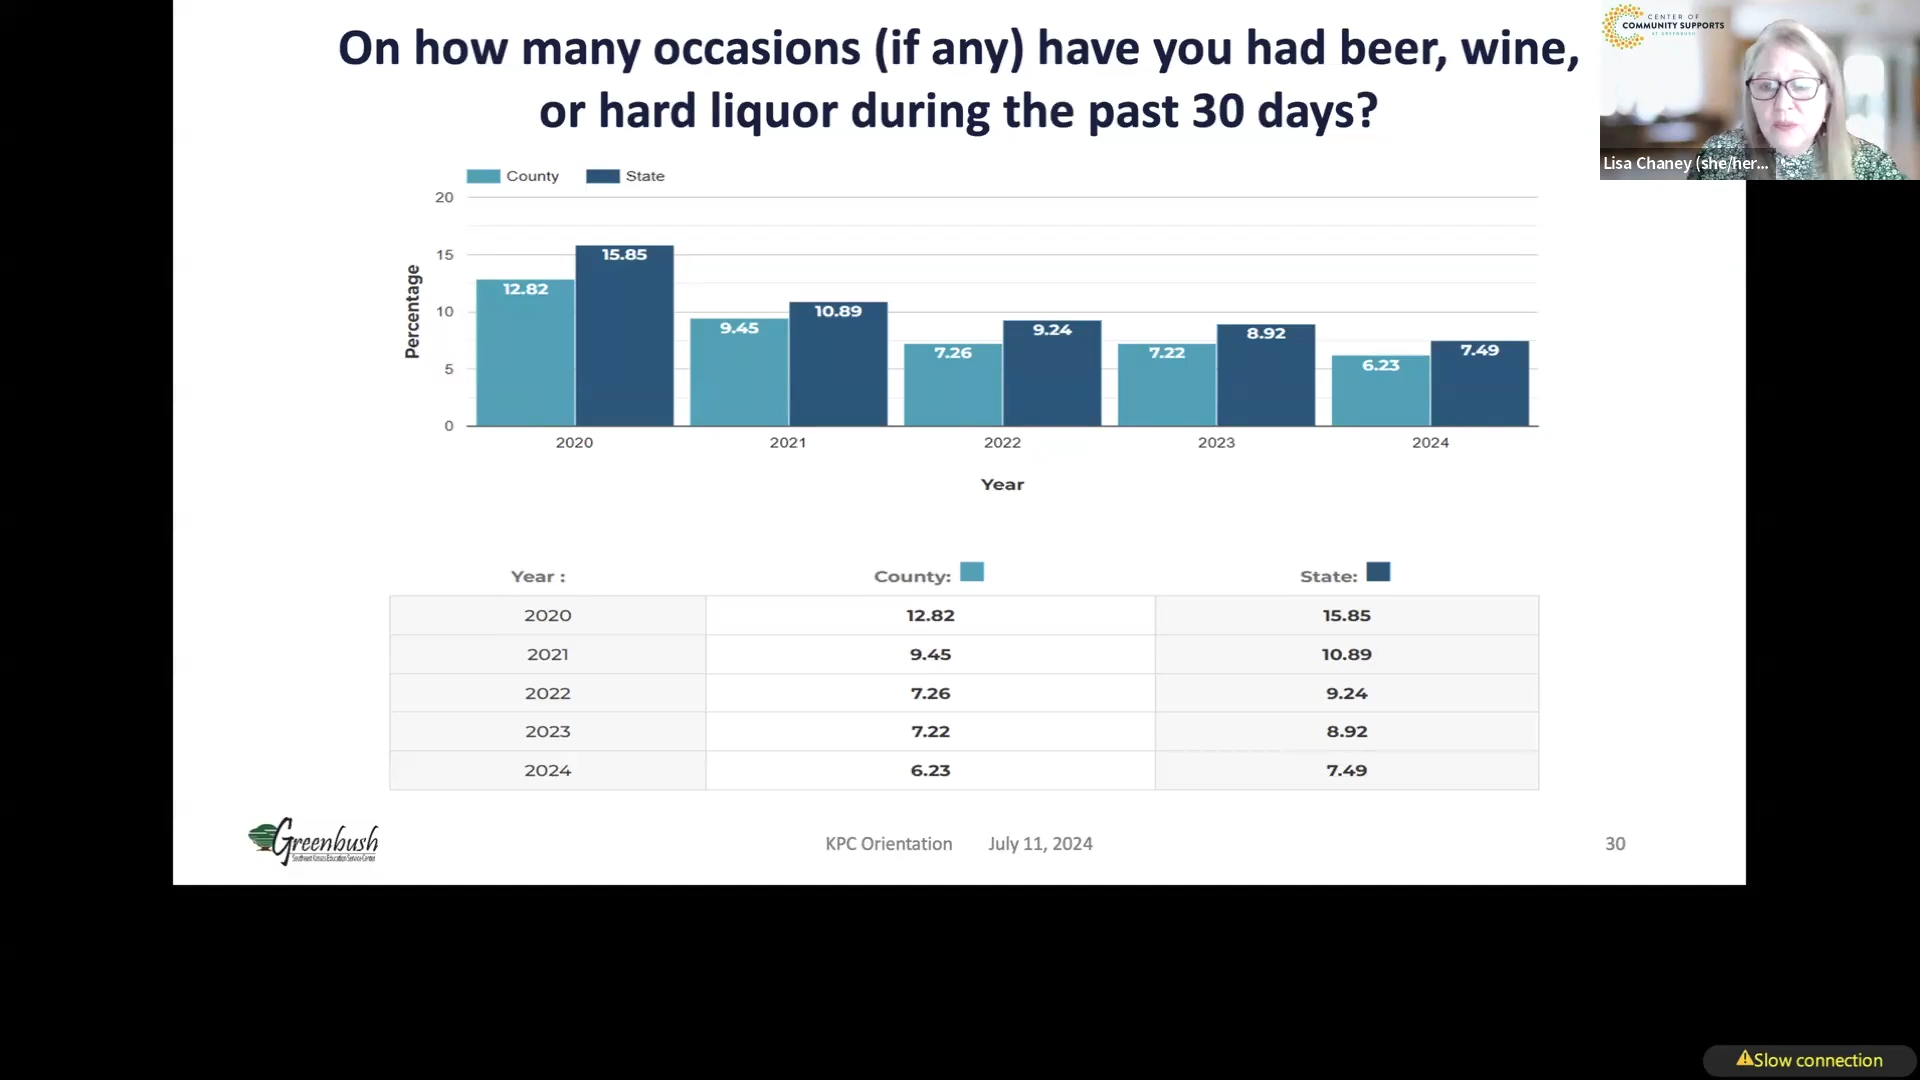 On how many occasions (if any) have you had beer, wine,
or hard liquor during the past 30 days?
CENTER OF
COMMUNITY SUPPORTS
AT GREENBUSH
Lisa Chaney (she/her...
County State
Percentage
20
15
10
5
0
12.82 15.85 9.45 10.89 7.26 9.24 7.22 8.92 6.23 7.49
2020 2021 2022 2023 2024
Year
Year : County: State:
2020 12.82 15.85
2021 9.45 10.89
2022 7.26 9.24
2023 7.22 8.92
2024 6.23 7.49
Greenbush
KPC Orientation July 11, 2024 30
Slow connection